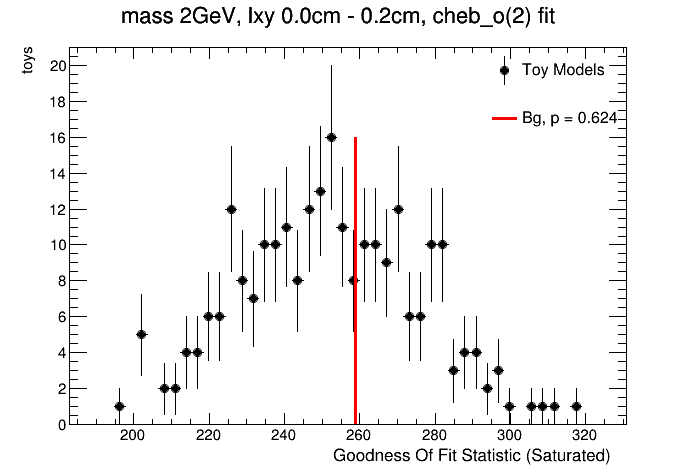 mass 2GeV, lxy 0.0cm - 0.2cm, cheb_o(2) fit
toys
20
18
16
14
12
10
8
6
4
2
0
Toy Models
Bg, p = 0.624
200 220 240 260 280 300 320
Goodness Of Fit Statistic (Saturated)